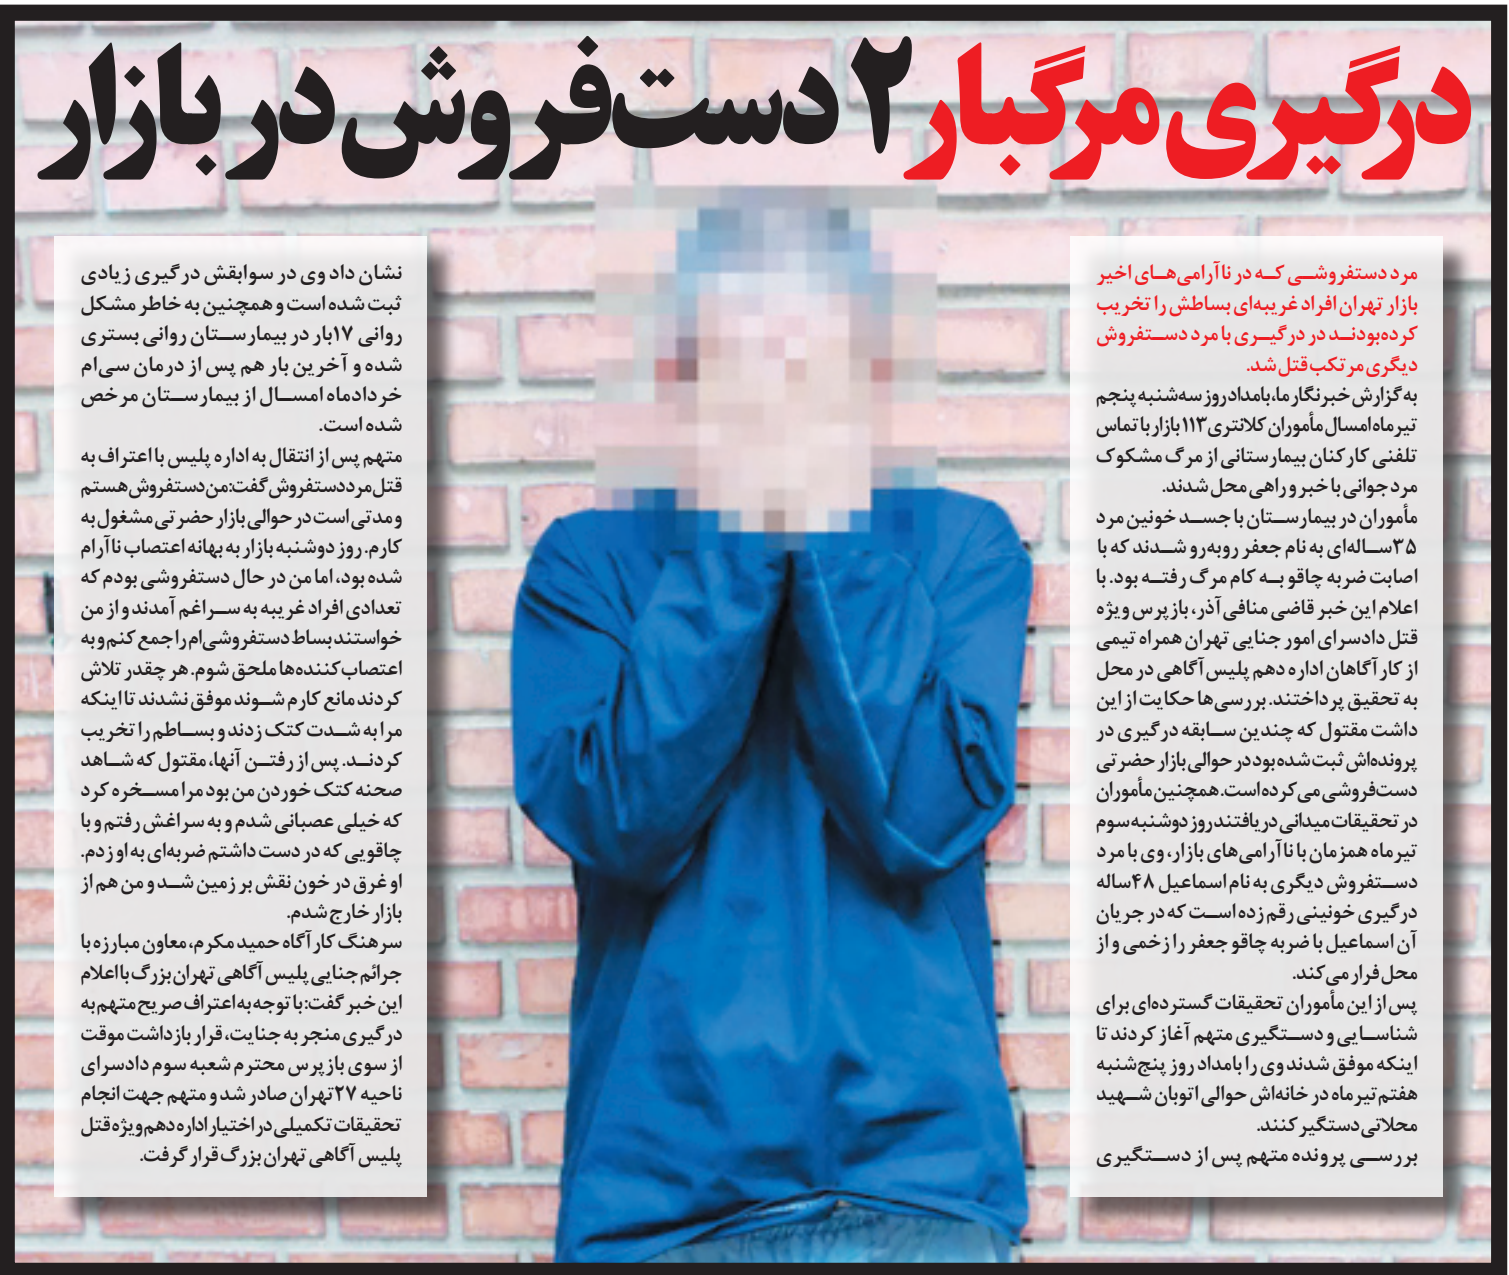 درگیری مرگبار ۲ دست‌فروش در بازار
مرد دستفروشی که در ناآرامی‌های اخیر
بازار تهران افراد غریبه‌ای بساطش را تخریب
کرده‌بودند در درگیری با مرد دستفروش
دیگری مرتکب قتل شد.
به گزارش خبرنگار ما، بامداد روز سه‌شنبه پنجم
تیرماه امسال مأموران کلانتری ۱۱۳ بازار با تماس
تلفنی کارکنان بیمارستانی از مرگ مشکوک
مرد جوانی با خبر و راهی محل شدند.
مأموران در بیمارستان با جسد خونین مرد
۳۵ساله‌ای به نام جعفر روبه‌رو شدند که با
اصابت ضربه چاقو به کام مرگ رفته بود. با
اعلام این خبر قاضی منافی آذر، بازپرس ویژه
قتل دادسرای امور جنایی تهران همراه تیمی
از کارآگاهان اداره دهم پلیس آگاهی در محل
به تحقیق پرداختند. بررسی‌ها حکایت از این
داشت مقتول که چندین سابقه درگیری در
پرونده‌اش ثبت شده بود در حوالی بازار حضرتی
دست‌فروشی می‌کرده است. همچنین مأموران
در تحقیقات میدانی دریافتند روز دوشنبه سوم
تیرماه همزمان با ناآرامی‌های بازار، وی با مرد
دستفروش دیگری به نام اسماعیل ۴۸ساله
درگیری خونینی رقم زده است که در جریان
آن اسماعیل با ضربه چاقو جعفر را زخمی و از
محل فرار می‌کند.
پس از این مأموران تحقیقات گسترده‌ای برای
شناسایی و دستگیری متهم آغاز کردند تا
اینکه موفق شدند وی را بامداد روز پنج‌شنبه
هفتم تیرماه در خانه‌اش حوالی اتوبان شهید
محلاتی دستگیر کنند.
بررسی پرونده متهم پس از دستگیری
نشان داد وی در سوابقش درگیری زیادی
ثبت شده است و همچنین به خاطر مشکل
روانی ۱۷بار در بیمارستان روانی بستری
شده و آخرین بار هم پس از درمان سی‌ام
خردادماه امسال از بیمارستان مرخص
شده است.
متهم پس از انتقال به اداره پلیس با اعتراف به
قتل مرد دستفروش گفت: من دستفروش هستم
و مدتی است در حوالی بازار حضرتی مشغول به
کارم. روز دوشنبه بازار به بهانه اعتصاب ناآرام
شده بود، اما من در حال دستفروشی بودم که
تعدادی افراد غریبه به سراغم آمدند و از من
خواستند بساط دستفروشی‌ام را جمع کنم و به
اعتصاب‌کننده‌ها ملحق شوم. هر چقدر تلاش
کردند مانع کارم شوند موفق نشدند تا اینکه
مرا به شدت کتک زدند و بساطم را تخریب
کردند. پس از رفتن آنها، مقتول که شاهد
صحنه کتک خوردن من بود مرا مسخره کرد
که خیلی عصبانی شدم و به سراغش رفتم و با
چاقویی که در دست داشتم ضربه‌ای به او زدم.
او غرق در خون نقش بر زمین شد و من هم از
بازار خارج شدم.
سرهنگ کارآگاه حمید مکرم، معاون مبارزه با
جرائم جنایی پلیس آگاهی تهران بزرگ با اعلام
این خبر گفت: با توجه به اعتراف صریح متهم به
درگیری منجر به جنایت، قرار بازداشت موقت
از سوی بازپرس محترم شعبه سوم دادسرای
ناحیه ۲۷تهران صادر شد و متهم جهت انجام
تحقیقات تکمیلی در اختیار اداره دهم ویژه قتل
پلیس آگاهی تهران بزرگ قرار گرفت.